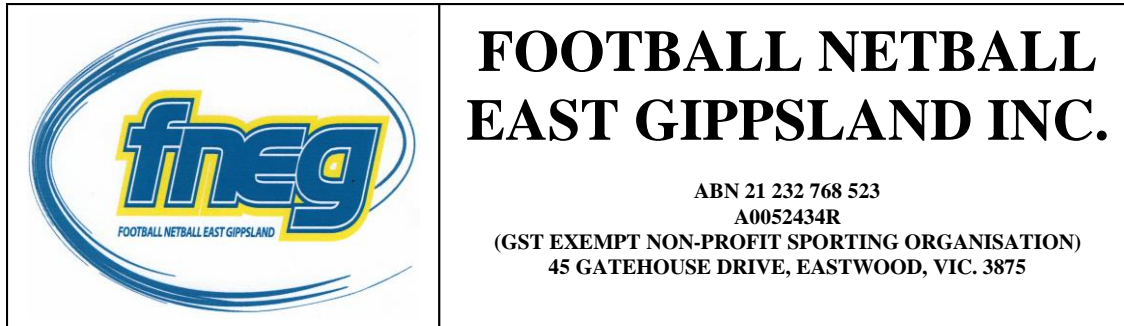 fneg
FOOTBALL NETBALL EAST GIPPSLAND
FOOTBALL NETBALL
EAST GIPPSLAND INC.
ABN 21 232 768 523
A0052434R
(GST EXEMPT NON-PROFIT SPORTING ORGANISATION)
45 GATEHOUSE DRIVE, EASTWOOD, VIC. 3875